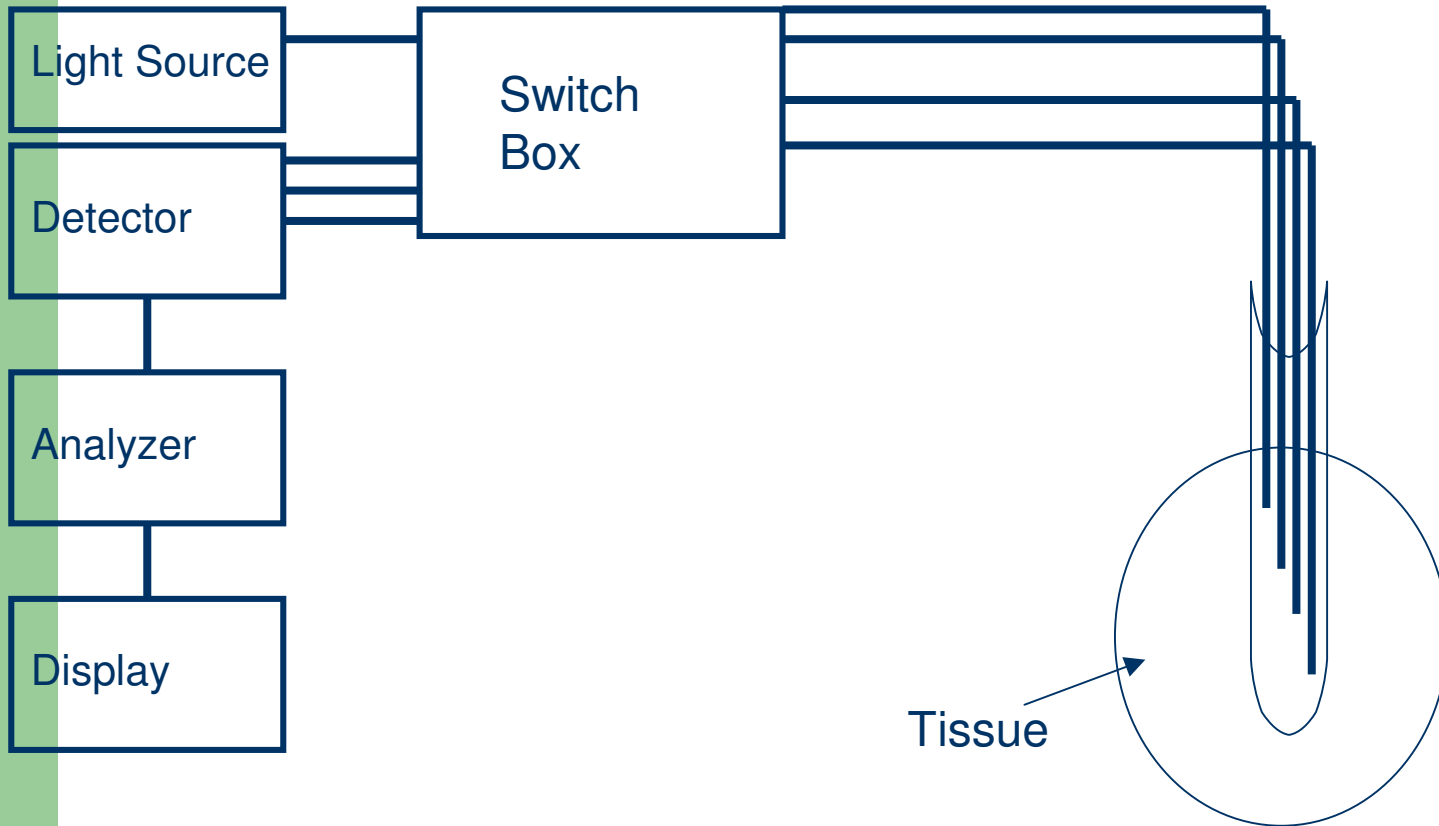 Light Source
Switch
Box
Detector
Analyzer
Display
Tissue